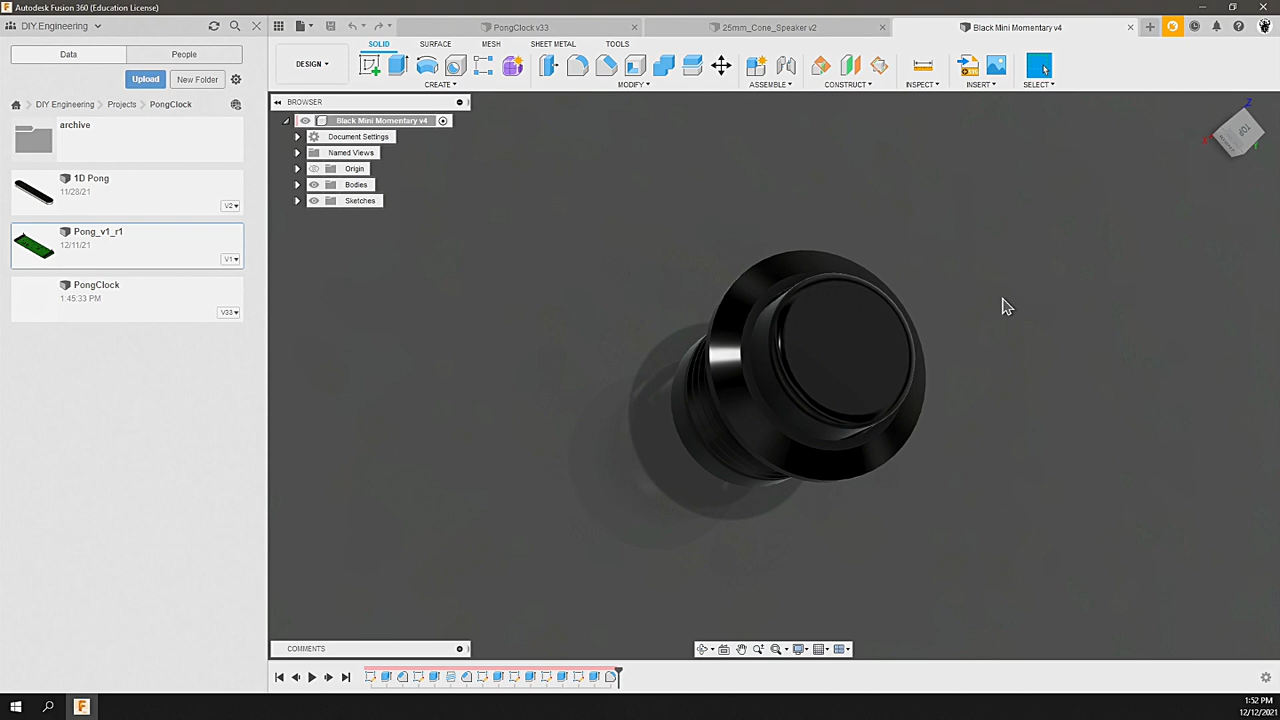 Autodesk Fusion 360 (Education License)
DIY.Engineering
PongClock v33
25mm_Cone_Speaker v2
Black Mini Momentary v4
Data
People
Upload
New Folder
DIY Engineering
Projects
PongClock
archive
1D Pong
11/28/21
V2
Pong_v1_r1
12/11/21
V1
PongClock
1:45:33 PM
V33
SOLID
SURFACE
MESH
SHEET METAL
TOOLS
DESIGN
CREATE
MODIFY
ASSEMBLE
CONSTRUCT
INSPECT
INSERT
SELECT
BROWSER
Black Mini Momentary v4
Document Settings
Named Views
Origin
Bodies
Sketches
Z
TOP
X
Y
COMMENTS
F
1:52 PM
12/12/2021